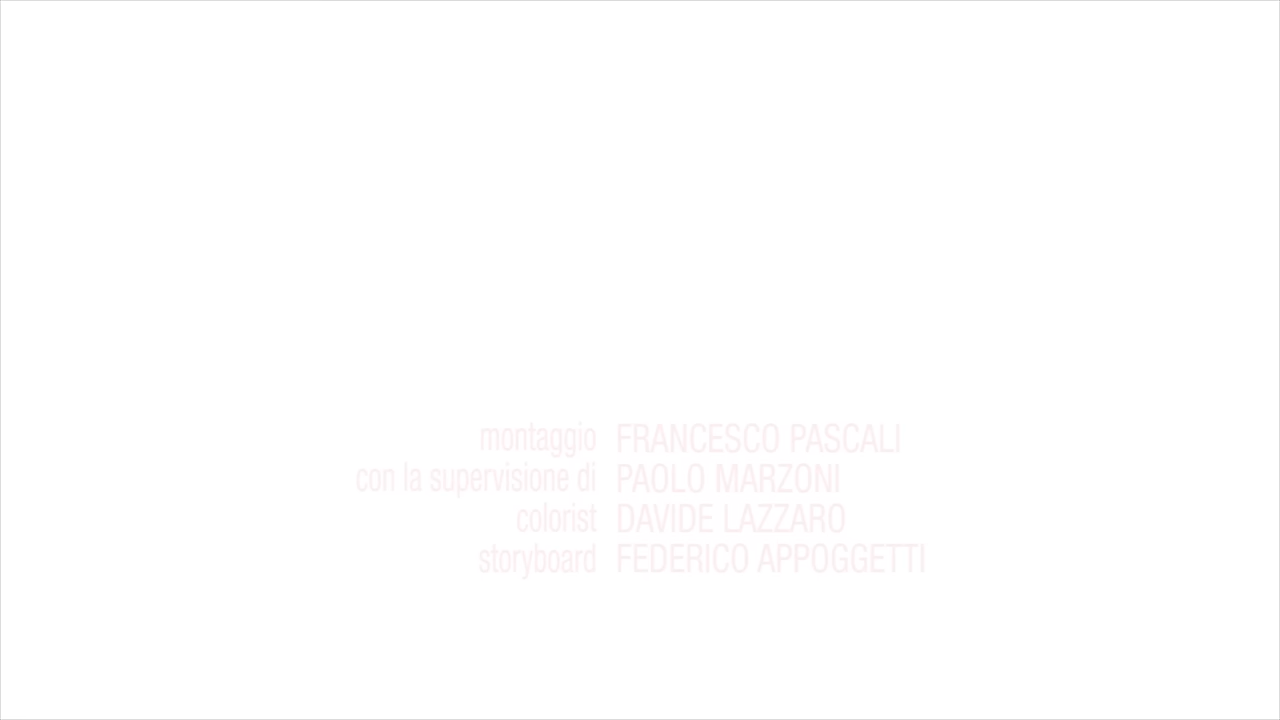 montaggio FRANCESCO PASCALI
con la supervisione di PAOLO MARZONI
colorist DAVIDE LAZZARO
storyboard FEDERICO APPOGGETTI